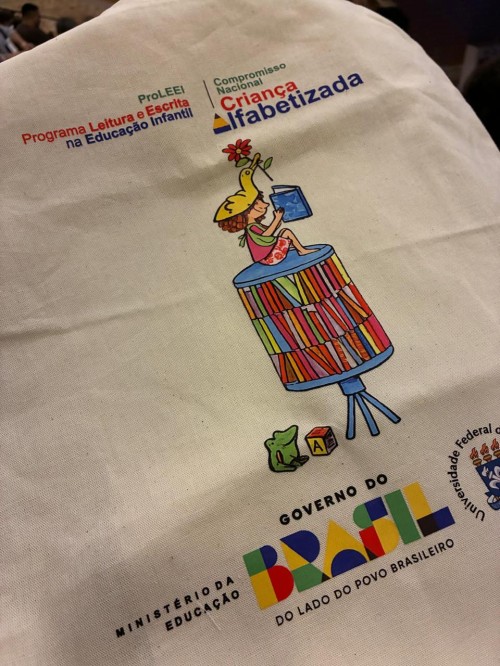 ProLEEI
Programa Leitura e Escrita
na Educação Infantil
Compromisso
Nacional
Criança
Alfabetizada
A
GOVERNO DO
BRASIL
DO LADO DO POVO BRASILEIRO
MINISTÉRIO DA
EDUCAÇÃO
Universidade Federal